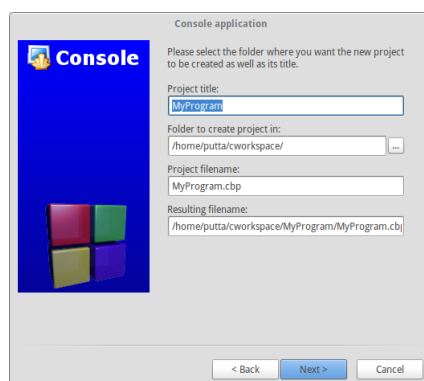 Console application
Console
Please select the folder where you want the new project
to be created as well as its title.
Project title:
MyProgram
Folder to create project in:
/home/putta/cworkspace/
...
Project filename:
MyProgram.cbp
Resulting filename:
/home/putta/cworkspace/MyProgram/MyProgram.cbp
< Back
Next >
Cancel